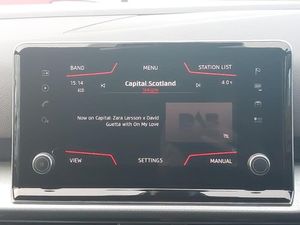 BAND MENU STATION LIST
15:14 Capital Scotland
Now on Capital: Zara Larsson x David
Guetta with On My Love
DAB
VIEW SETTINGS MANUAL